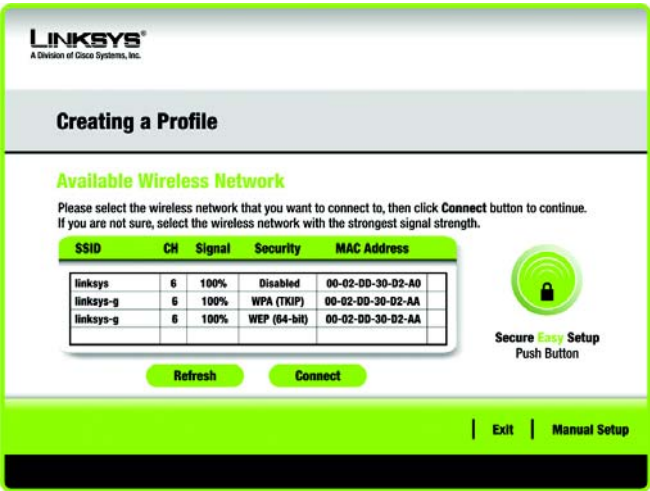 LINKSYS®
A Division of Cisco Systems, Inc.
Creating a Profile
Available Wireless Network
Please select the wireless network that you want to connect to, then click Connect button to continue.
If you are not sure, select the wireless network with the strongest signal strength.
SSID CH Signal Security MAC Address
linksys 6 100% Disabled 00-02-DD-30-D2-A0
linksys-g 6 100% WPA (TKIP) 00-02-DD-30-D2-AA
linksys-g 6 100% WEP (64-bit) 00-02-DD-30-D2-AA
Secure Easy Setup
Push Button
Refresh Connect
Exit Manual Setup